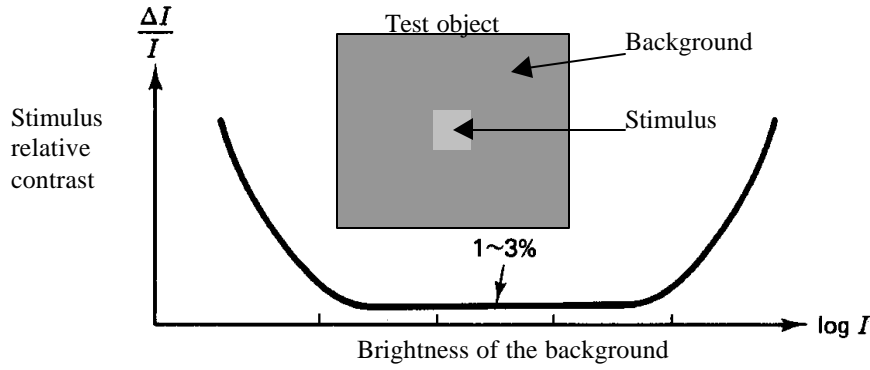 ΔI
I
Test object
Background
Stimulus
relative
contrast
Stimulus
1~3%
log I
Brightness of the background